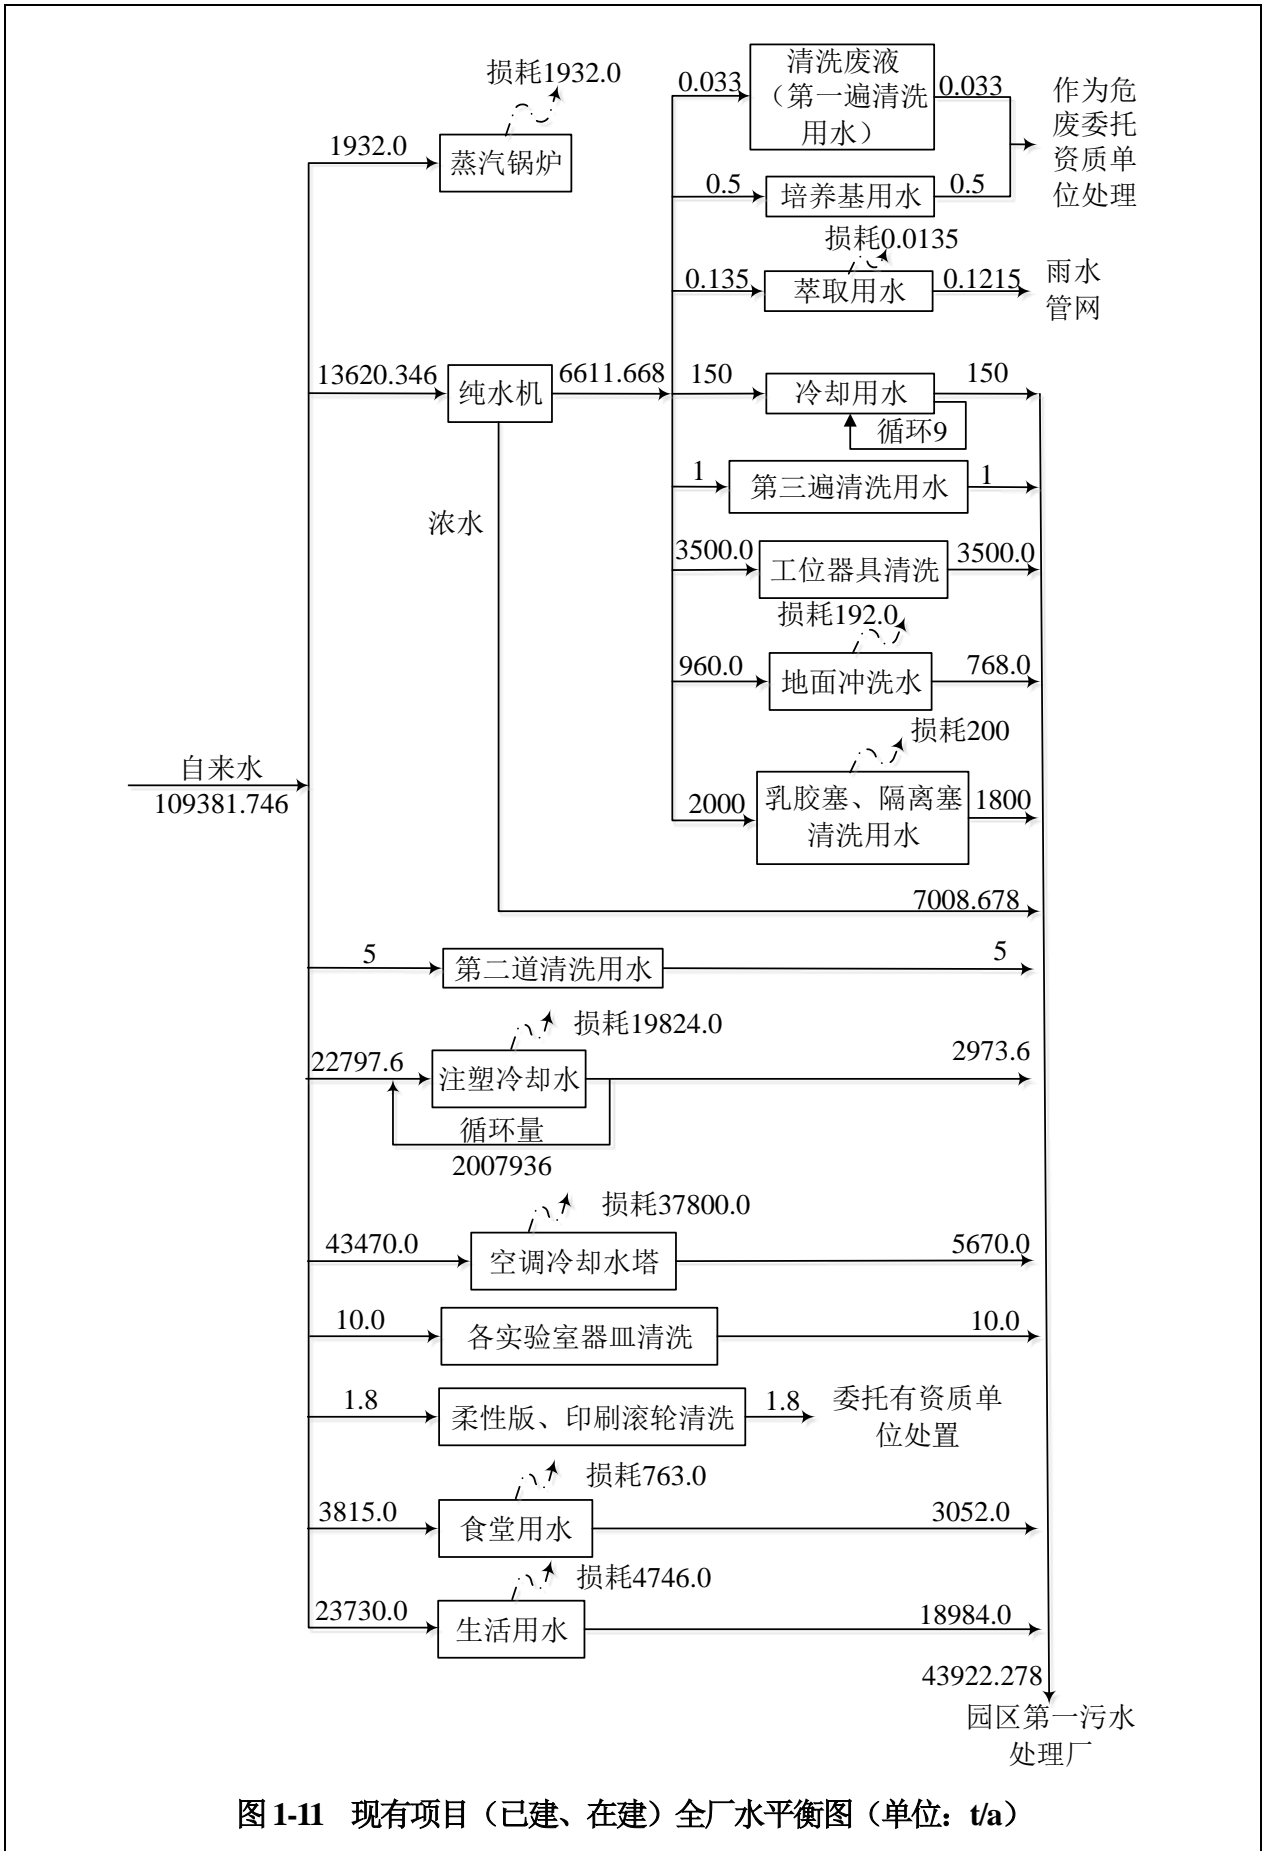 损耗1932.0
1932.0
蒸汽锅炉
0.033
清洗废液
（第一遍清洗
用水）
0.033
作为危
废委托
资质单
位处理
0.5
培养基用水
0.5
损耗0.0135
0.135
萃取用水
0.1215
雨水
管网
13620.346
纯水机
6611.668
150
冷却用水
150
循环9
1
第三遍清洗用水
1
浓水
3500.0
工位器具清洗
3500.0
损耗192.0
960.0
地面冲洗水
768.0
损耗200
自来水
109381.746
2000
乳胶塞、隔离塞
清洗用水
1800
7008.678
5
第二道清洗用水
5
损耗19824.0
22797.6
注塑冷却水
2973.6
循环量
2007936
损耗37800.0
43470.0
空调冷却水塔
5670.0
10.0
各实验室器皿清洗
10.0
1.8
柔性版、印刷滚轮清洗
1.8
委托有资质单
位处置
损耗763.0
3815.0
食堂用水
3052.0
损耗4746.0
23730.0
生活用水
18984.0
43922.278
园区第一污水
处理厂
图 1-11 现有项目（已建、在建）全厂水平衡图（单位：t/a）